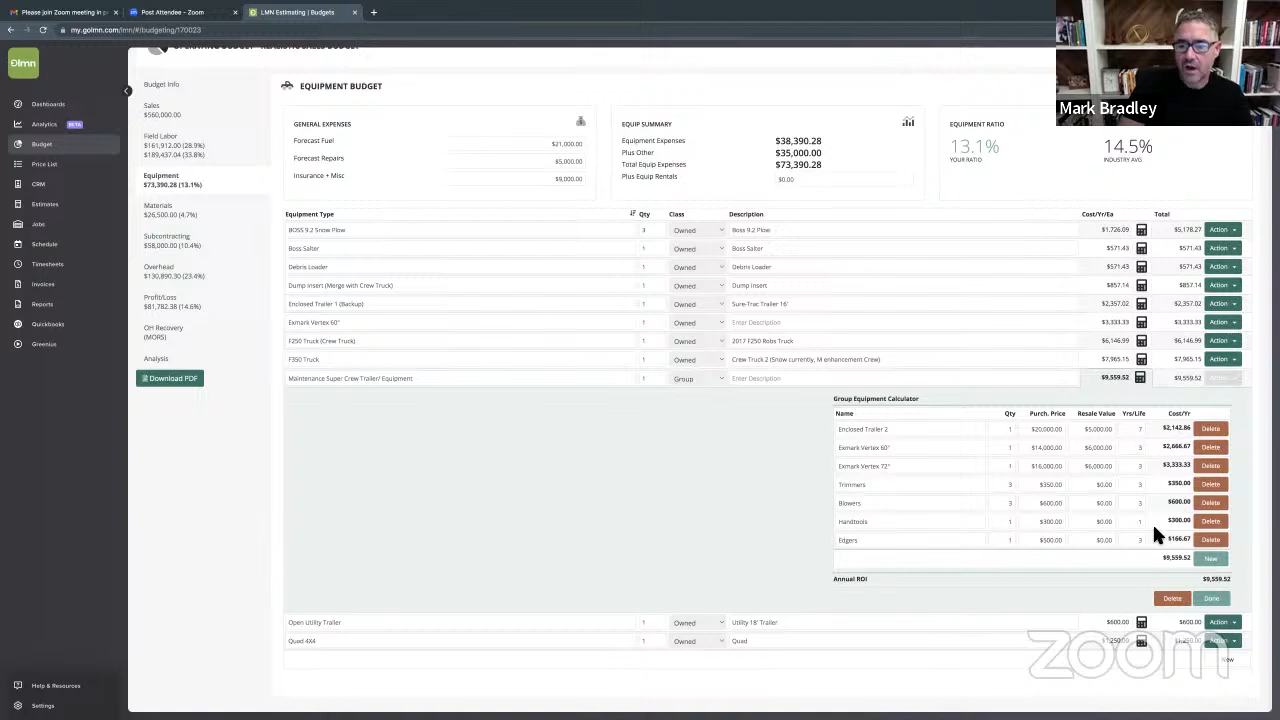 Please join Zoom meeting in p
Post Attendee - Zoom
LMN Estimating | Budgets
my.golmn.com/lmn/#/budgeting/170023
Mark Bradley
lmn
Dashboards
Analytics BETA
Budget
Price List
CRM
Estimates
Jobs
Schedule
Timesheets
Invoices
Reports
Quickbooks
Greenius
Help & Resources
Settings
OPERATING BUDGET - REALISTIC SALES BUDGET
Budget Info
Sales
$560,000.00
Field Labor
$161,912.00 (28.9%)
$189,437.04 (33.8%)
Equipment
$73,390.28 (13.1%)
Materials
$26,500.00 (4.7%)
Subcontracting
$58,000.00 (10.4%)
Overhead
$130,890.30 (23.4%)
Profit/Loss
$81,782.38 (14.6%)
OH Recovery
(MORS)
Analysis
Download PDF
EQUIPMENT BUDGET
GENERAL EXPENSES
Forecast Fuel $21,000.00
Forecast Repairs $5,000.00
Insurance + Misc $9,000.00
EQUIP SUMMARY
Equipment Expenses $38,390.28
Plus Other $35,000.00
Total Equip Expenses $73,390.28
Plus Equip Rentals $0.00
EQUIPMENT RATIO
13.1% 14.5%
YOUR RATIO INDUSTRY AVG
Equipment Type Qty Class Description Cost/Yr/Ea Total
BOSS 9.2 Snow Plow 3 Owned Boss 9.2 Plow $1,726.09 $5,178.27 Action
Boss Salter 1 Owned Boss Salter $571.43 $571.43 Action
Debris Loader 1 Owned Debris Loader $571.43 $571.43 Action
Dump Insert (Merge with Crew Truck) 1 Owned Dump Insert $857.14 $857.14 Action
Enclosed Trailer 1 (Backup) 1 Owned Sure-Trac Trailer 16' $2,357.02 $2,357.02 Action
Exmark Vertex 60" 1 Owned Enter Description $3,333.33 $3,333.33 Action
F250 Truck (Crew Truck) 1 Owned 2017 F250 Robs Truck $6,146.99 $6,146.99 Action
F350 Truck 1 Owned Crew Truck 2 (Snow currently, M enhancement Crew) $7,965.15 $7,965.15 Action
Maintenance Super Crew Trailer/ Equipment 1 Group Enter Description $9,559.52 $9,559.52 Action
Group Equipment Calculator
Name Qty Purch. Price Resale Value Yrs/Life Cost/Yr
Enclosed Trailer 2 1 $20,000.00 $5,000.00 7 $2,142.86 Delete
Exmark Vertex 60" 1 $14,000.00 $6,000.00 3 $2,666.67 Delete
Exmark Vertex 72" 1 $16,000.00 $6,000.00 3 $3,333.33 Delete
Trimmers 3 $350.00 $0.00 3 $350.00 Delete
Blowers 3 $600.00 $0.00 3 $600.00 Delete
Handtools 1 $300.00 $0.00 1 $300.00 Delete
Edgers 1 $500.00 $0.00 3 $166.67 Delete
$9,559.52 New
Annual ROI $9,559.52
Delete Done
Open Utility Trailer 1 Owned Utility 18' Trailer $600.00 $600.00 Action
Quad 4X4 1 Owned Quad $1,250.00 $1,250.00 Action
New
zoom